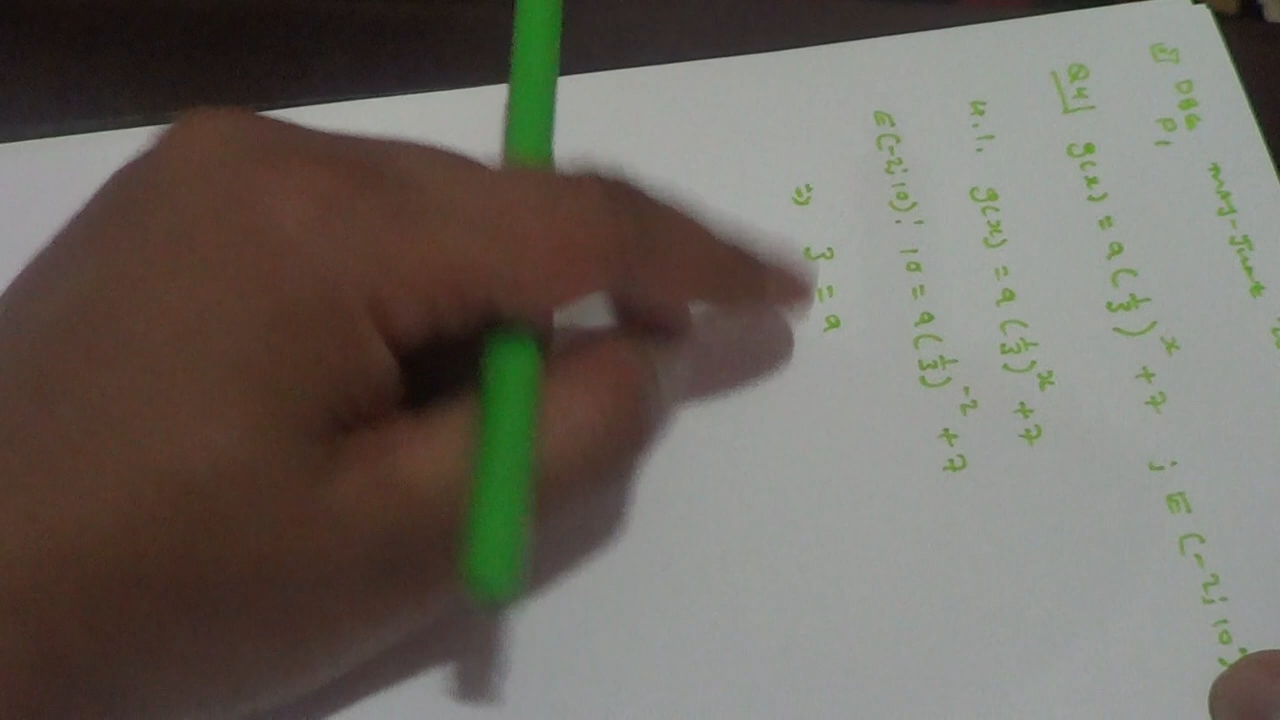 DBE May-June
P1
Q4] g(x) = a(1/3)^x + 7 ; E(-2;10)
4.1. g(x) = a(1/3)^x + 7
E(-2;10): 10 = a(1/3)^-2 + 7
⇒ 3 = a